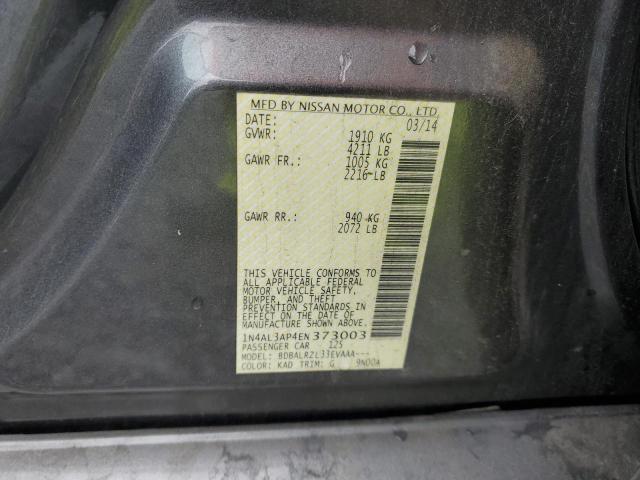 MFD BY NISSAN MOTOR CO., LTD.
DATE: 03/14
GVWR: 1910 KG
4211 LB
GAWR FR.: 1005 KG
2216 LB
GAWR RR.: 940 KG
2072 LB
THIS VEHICLE CONFORMS TO
ALL APPLICABLE FEDERAL
MOTOR VEHICLE SAFETY,
BUMPER, AND THEFT
PREVENTION STANDARDS IN
EFFECT ON THE DATE OF
MANUFACTURE SHOWN ABOVE.
1N4AL3AP4EN373003
PASSENGER CAR 125
MODEL: BDBALRZL33EVAAA---
COLOR: KAD TRIM: G 9N00A